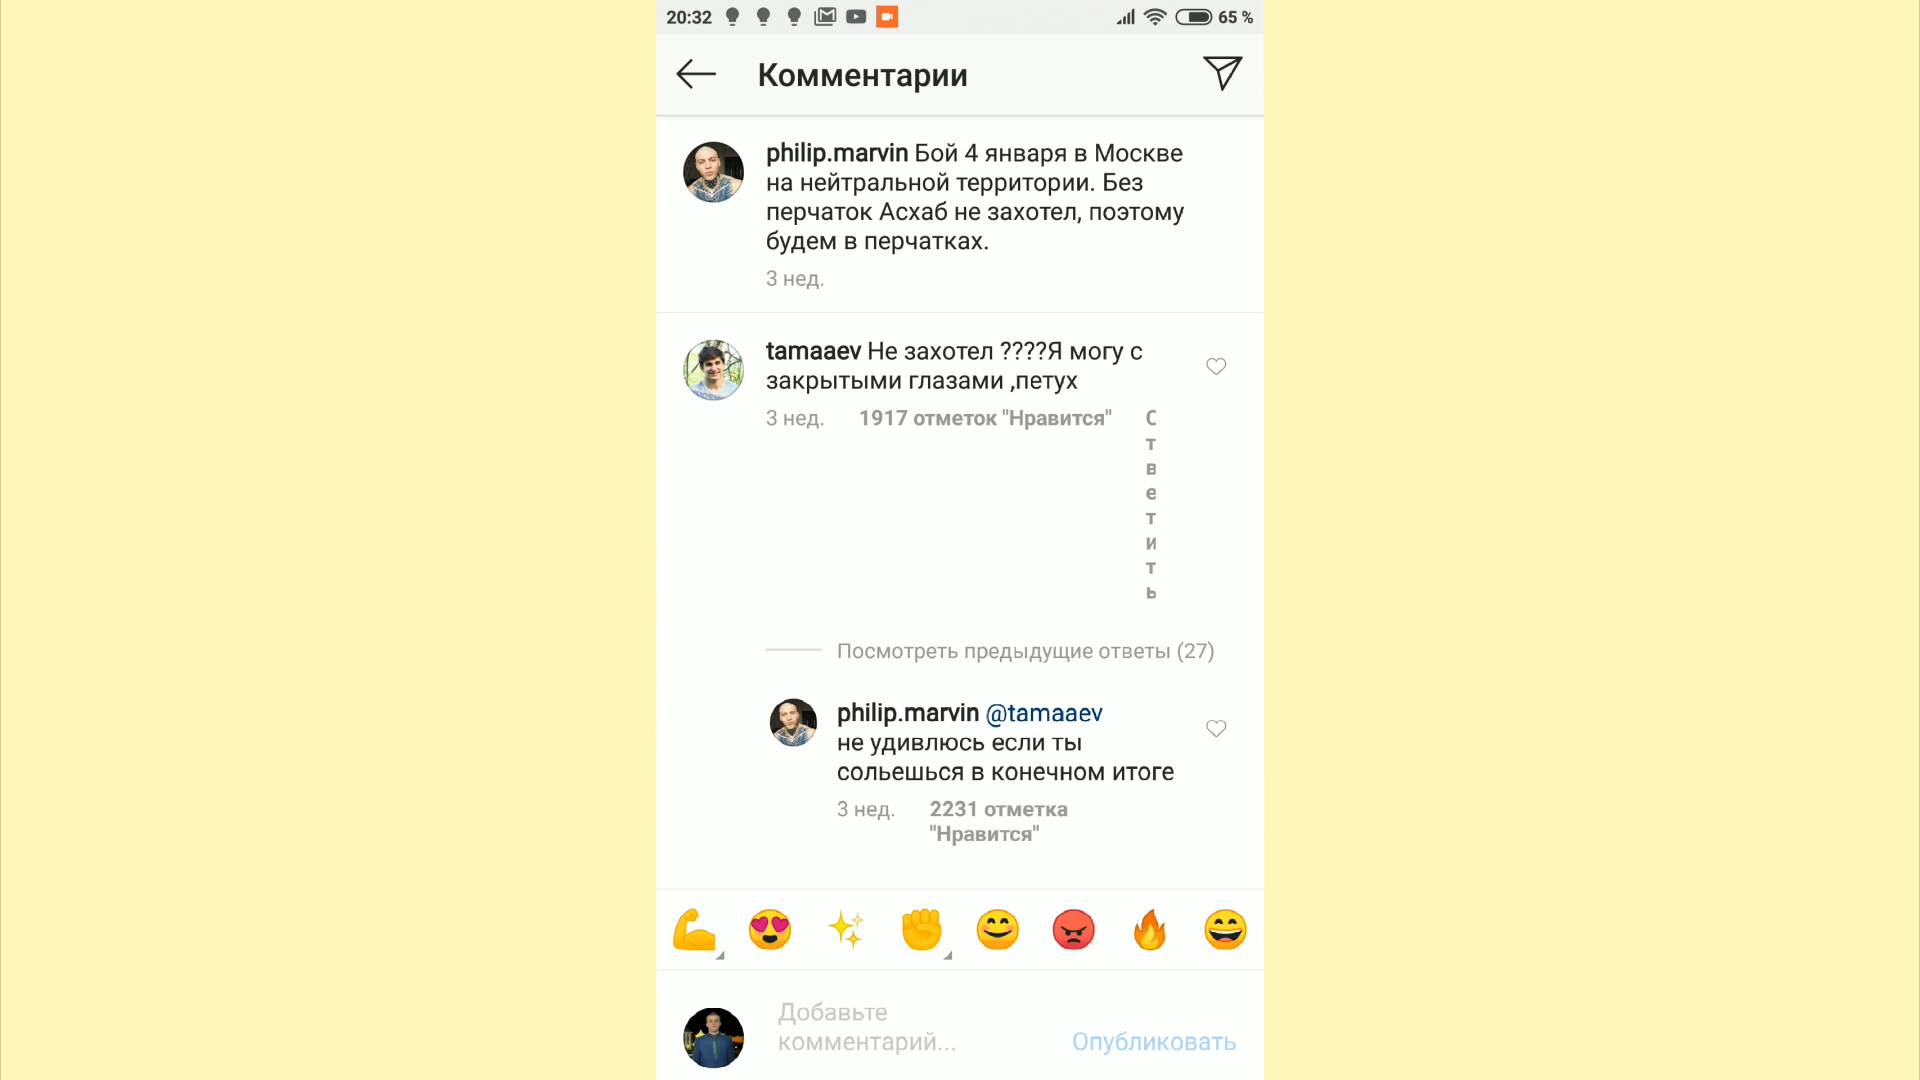 20:32
65 %
Комментарии
philip.marvin Бой 4 января в Москве
на нейтральной территории. Без
перчаток Асхаб не захотел, поэтому
будем в перчатках.
3 нед.
tamaaev Не захотел ????Я могу с
закрытыми глазами ,петух
3 нед. 1917 отметок "Нравится" Ответить
Посмотреть предыдущие ответы (27)
philip.marvin @tamaaev
не удивлюсь если ты
сольешься в конечном итоге
3 нед. 2231 отметка
"Нравится"
Добавьте
комментарий...
Опубликовать